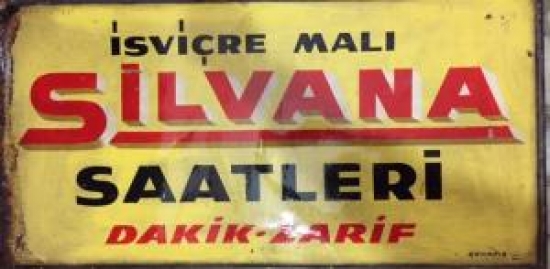 İSVİÇRE MALI
SİLVANA
SAATLERİ
DAKİK-ZARİF